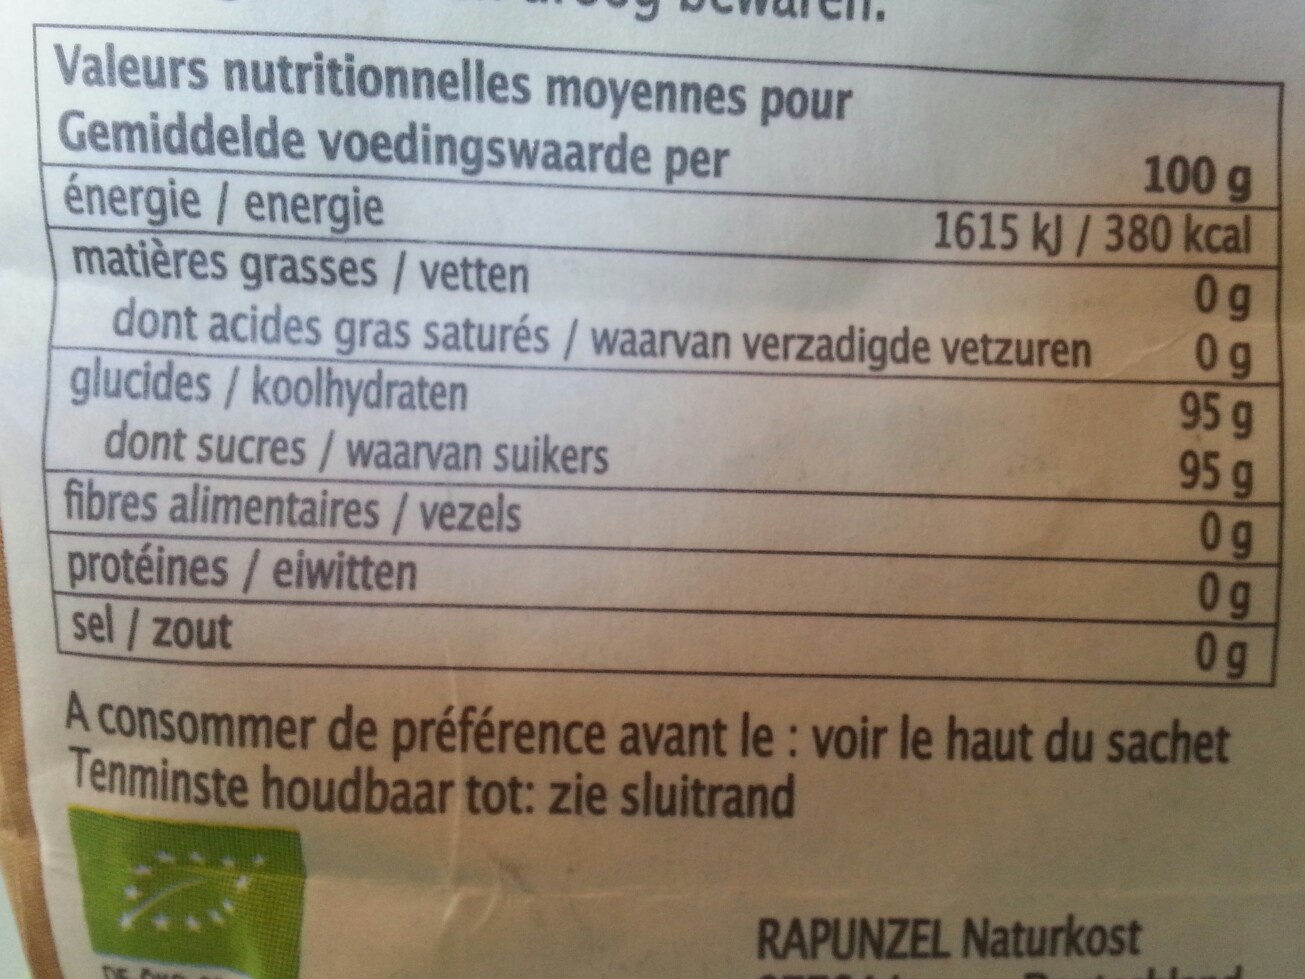 bewaren.
Valeurs nutritionnelles moyennes pour
Gemiddelde voedingswaarde per 100 g
énergie / energie 1615 kJ / 380 kcal
matières grasses / vetten 0 g
dont acides gras saturés / waarvan verzadigde vetzuren 0 g
glucides / koolhydraten 95 g
dont sucres / waarvan suikers 95 g
fibres alimentaires / vezels 0 g
protéines / eiwitten 0 g
sel / zout 0 g
A consommer de préférence avant le : voir le haut du sachet
Tenminste houdbaar tot: zie sluitrand
RAPUNZEL Naturkost